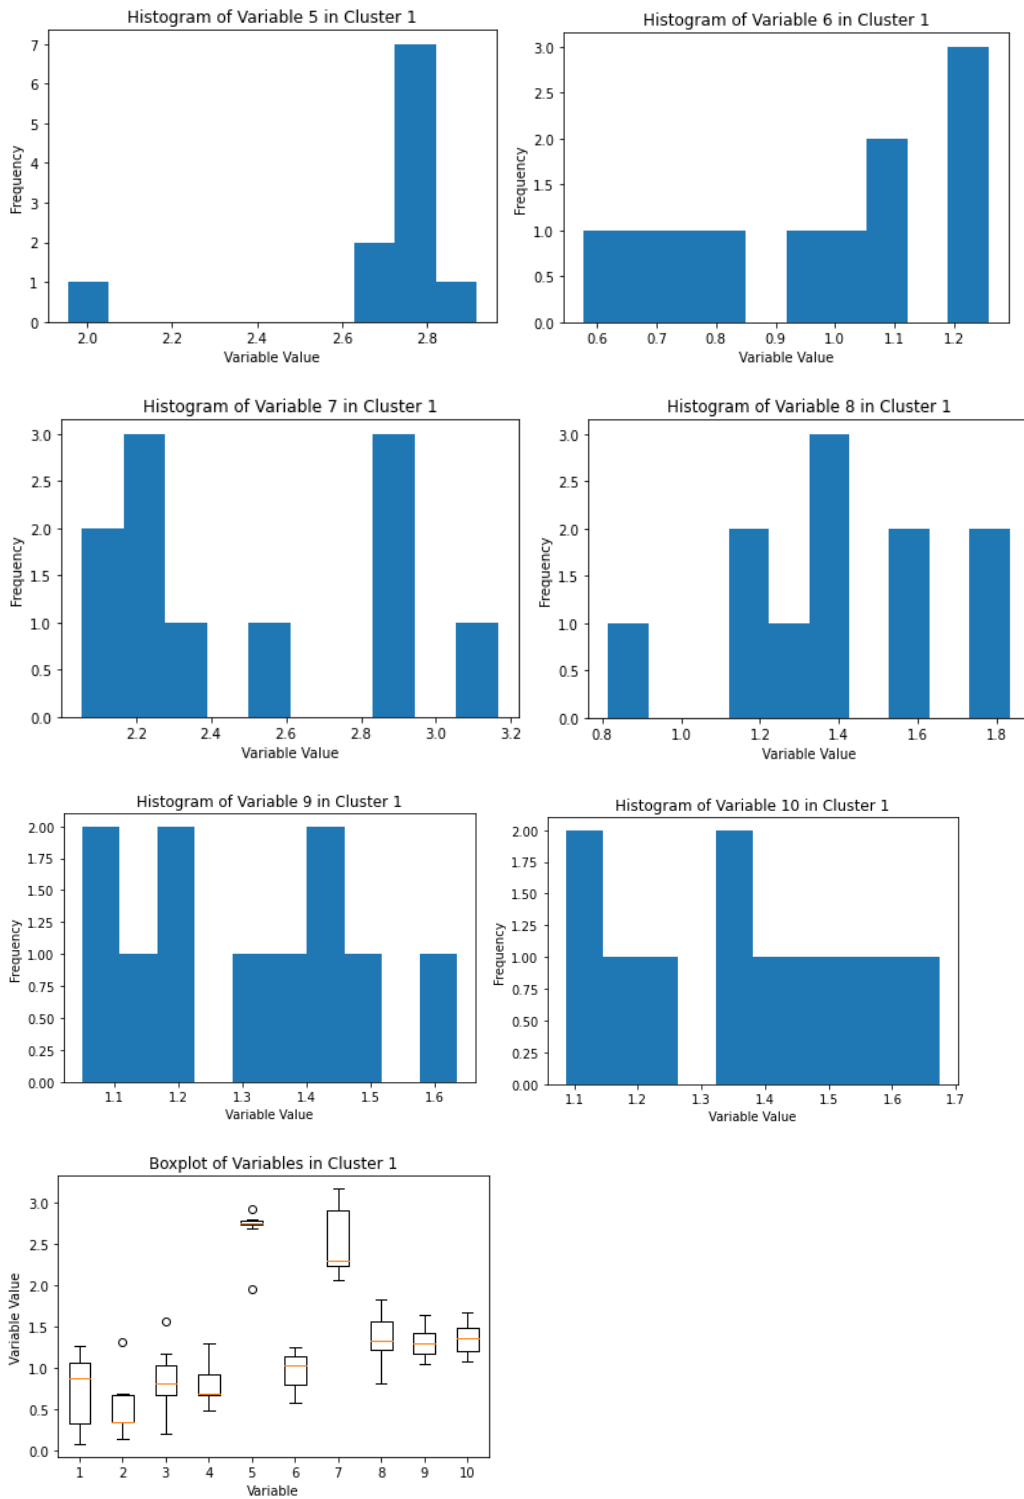 Histogram of Variable 5 in Cluster 1
Frequency
7
6
5
4
3
2
1
0
2.0 2.2 2.4 2.6 2.8
Variable Value
Histogram of Variable 6 in Cluster 1
Frequency
3.0
2.5
2.0
1.5
1.0
0.5
0.0
0.6 0.7 0.8 0.9 1.0 1.1 1.2
Variable Value
Histogram of Variable 7 in Cluster 1
Frequency
3.0
2.5
2.0
1.5
1.0
0.5
0.0
2.2 2.4 2.6 2.8 3.0 3.2
Variable Value
Histogram of Variable 8 in Cluster 1
Frequency
3.0
2.5
2.0
1.5
1.0
0.5
0.0
0.8 1.0 1.2 1.4 1.6 1.8
Variable Value
Histogram of Variable 9 in Cluster 1
Frequency
2.00
1.75
1.50
1.25
1.00
0.75
0.50
0.25
0.00
1.1 1.2 1.3 1.4 1.5 1.6
Variable Value
Histogram of Variable 10 in Cluster 1
Frequency
2.00
1.75
1.50
1.25
1.00
0.75
0.50
0.25
0.00
1.1 1.2 1.3 1.4 1.5 1.6 1.7
Variable Value
Boxplot of Variables in Cluster 1
Variable Value
3.0
2.5
2.0
1.5
1.0
0.5
0.0
1 2 3 4 5 6 7 8 9 10
Variable